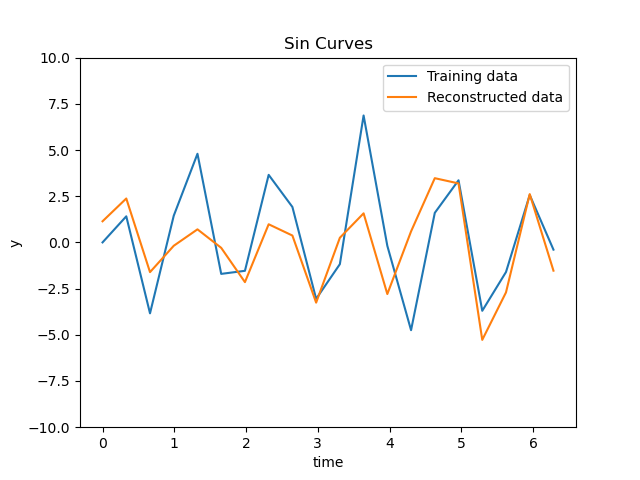 Sin Curves
Training data
Reconstructed data
10.0
7.5
5.0
2.5
0.0
−2.5
−5.0
−7.5
−10.0
y
0 1 2 3 4 5 6
time